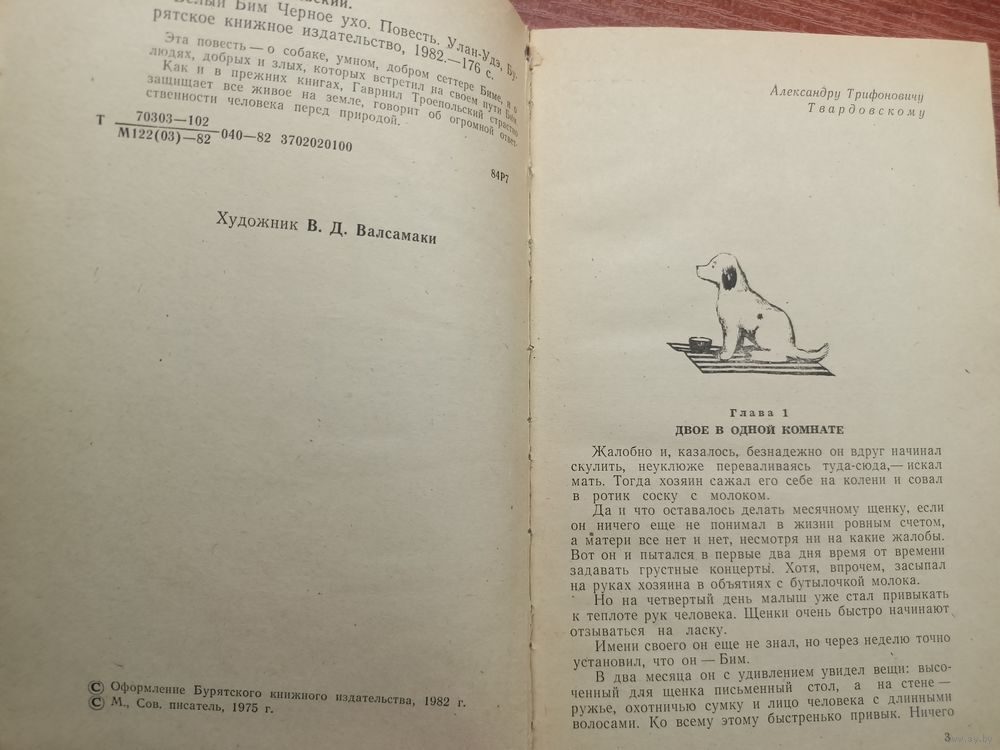 Белый Бим Черное ухо. Повесть. Улан-Удэ, Бу-
рятское книжное издательство, 1982.—176 с.
Эта повесть — о собаке, умном, добром сеттере Биме, и о
людях, добрых и злых, которых встретил на своем пути Бим.
Как и в прежних книгах, Гавриил Троепольский страстно
защищает все живое на земле, говорит об огромной ответ-
ственности человека перед природой.
Т 70303—102
М122(03)—82 040—82 3702020100
84Р7
Художник В. Д. Валсамаки
© Оформление Бурятского книжного издательства, 1982 г.
© М., Сов. писатель, 1975 г.
Александру Трифоновичу
Твардовскому
Глава 1
ДВОЕ В ОДНОЙ КОМНАТЕ
Жалобно и, казалось, безнадежно он вдруг начинал
скулить, неуклюже переваливаясь туда-сюда,— искал
мать. Тогда хозяин сажал его себе на колени и совал
в ротик соску с молоком.
Да и что оставалось делать месячному щенку, если
он ничего еще не понимал в жизни ровным счетом,
а матери все нет и нет, несмотря ни на какие жалобы.
Вот он и пытался в первые два дня время от времени
задавать грустные концерты. Хотя, впрочем, засыпал
на руках хозяина в объятиях с бутылочкой молока.
Но на четвертый день малыш уже стал привыкать
к теплоте рук человека. Щенки очень быстро начинают
отзываться на ласку.
Имени своего он еще не знал, но через неделю точно
установил, что он — Бим.
В два месяца он с удивлением увидел вещи: высо-
ченный для щенка письменный стол, а на стене —
ружье, охотничью сумку и лицо человека с длинными
волосами. Ко всему этому быстренько привык. Ничего
3
ay.by